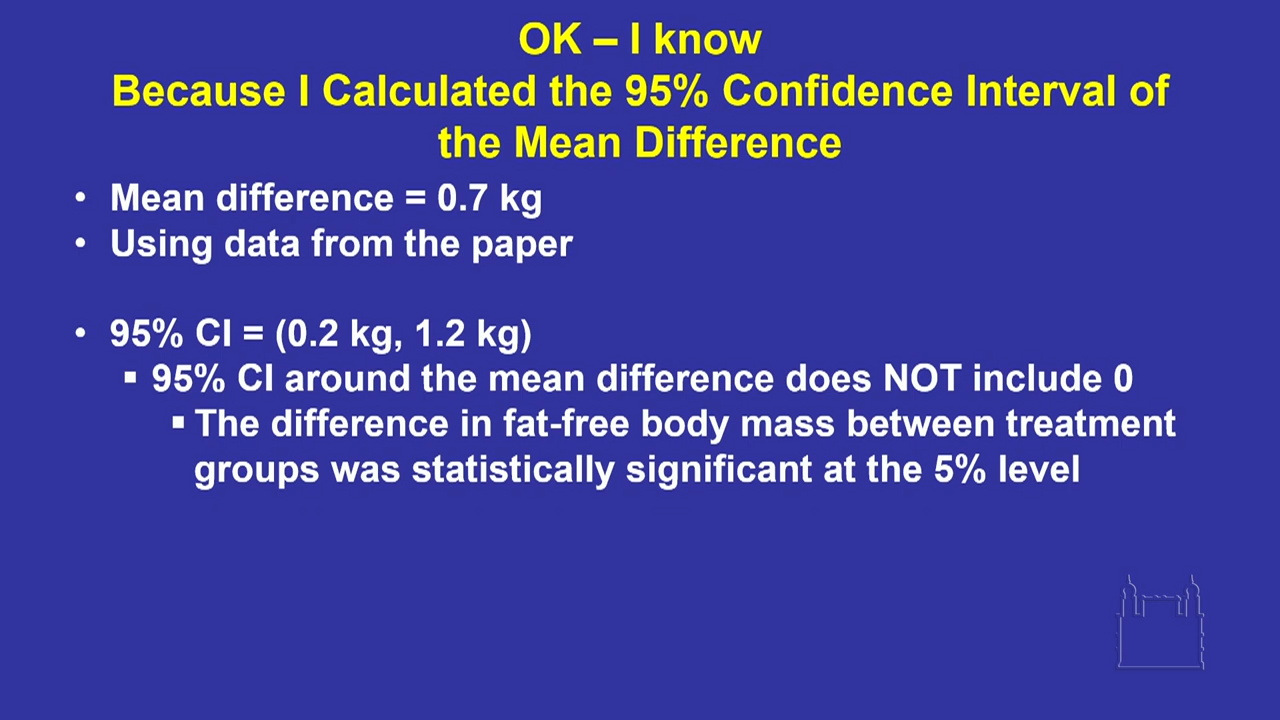 OK – I know
Because I Calculated the 95% Confidence Interval of
the Mean Difference
• Mean difference = 0.7 kg
• Using data from the paper
• 95% CI = (0.2 kg, 1.2 kg)
▪ 95% CI around the mean difference does NOT include 0
▪ The difference in fat-free body mass between treatment
groups was statistically significant at the 5% level